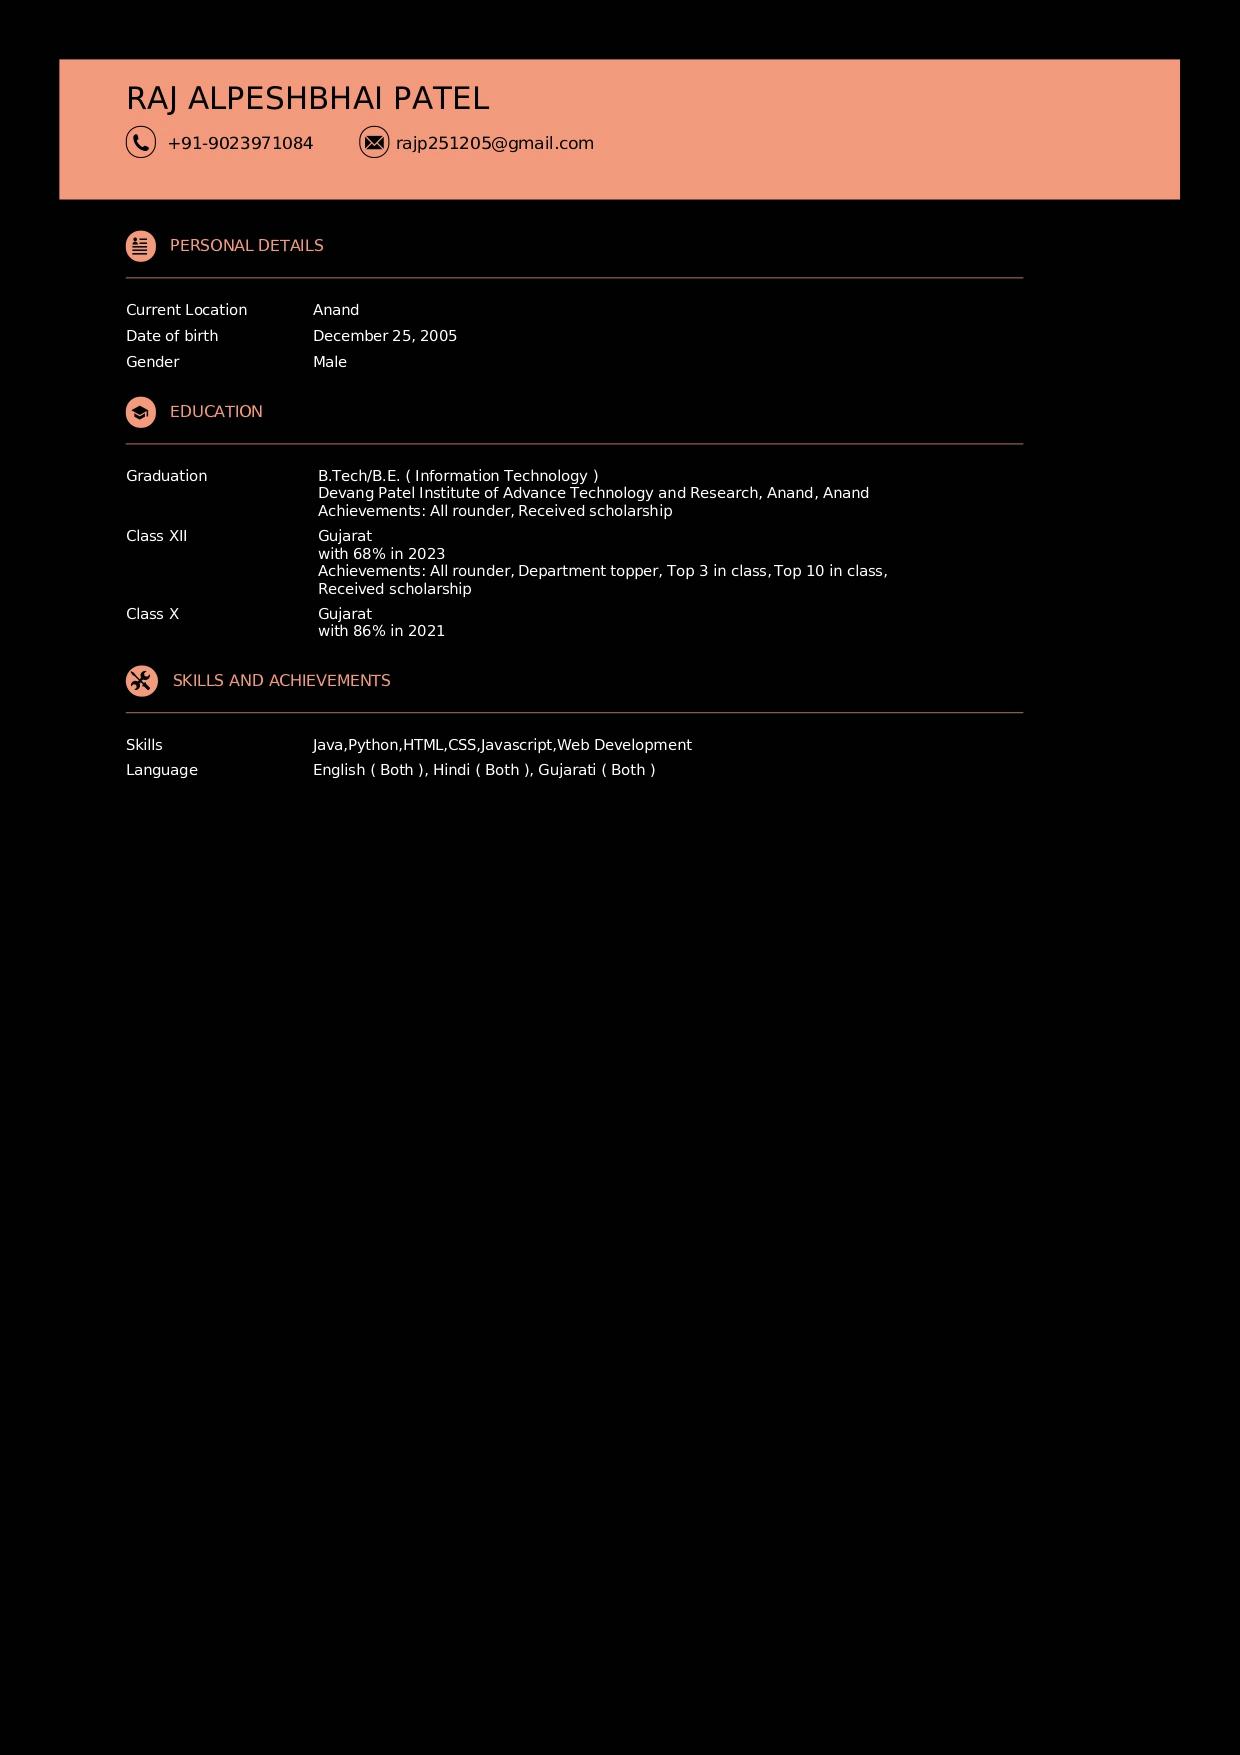 RAJ ALPESHBHAI PATEL
+91-9023971084 rajp251205@gmail.com
PERSONAL DETAILS
Current Location Anand
Date of birth December 25, 2005
Gender Male
EDUCATION
Graduation B.Tech/B.E. ( Information Technology )
Devang Patel Institute of Advance Technology and Research, Anand, Anand
Achievements: All rounder, Received scholarship
Class XII Gujarat
with 68% in 2023
Achievements: All rounder, Department topper, Top 3 in class, Top 10 in class,
Received scholarship
Class X Gujarat
with 86% in 2021
SKILLS AND ACHIEVEMENTS
Skills Java,Python,HTML,CSS,Javascript,Web Development
Language English ( Both ), Hindi ( Both ), Gujarati ( Both )